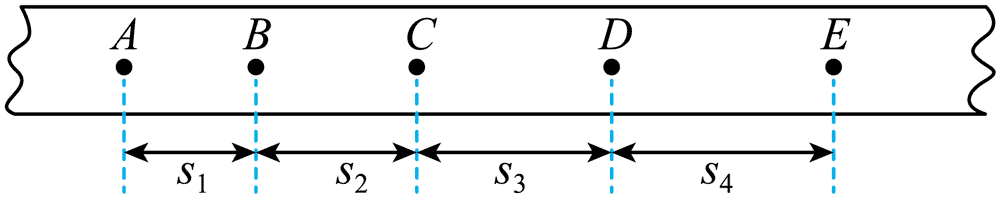 A B C D E
s₁ s₂ s₃ s₄